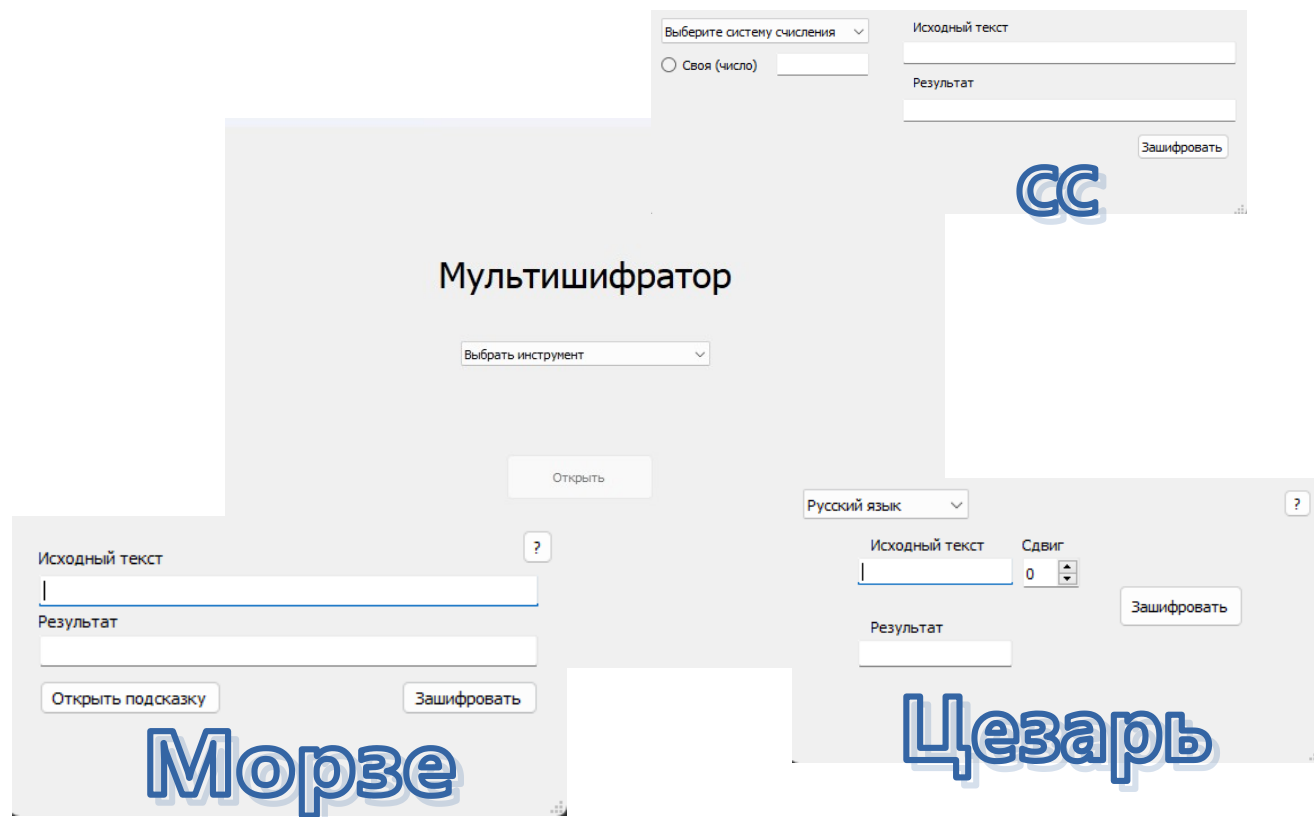 Выберите систему счисления
Своя (число)
Исходный текст
Результат
Зашифровать
СС
Мультишифратор
Выбрать инструмент
Открыть
?
Исходный текст
Результат
Открыть подсказку
Зашифровать
Морзе
Русский язык
?
Исходный текст
Сдвиг
0
Зашифровать
Результат
Цезарь